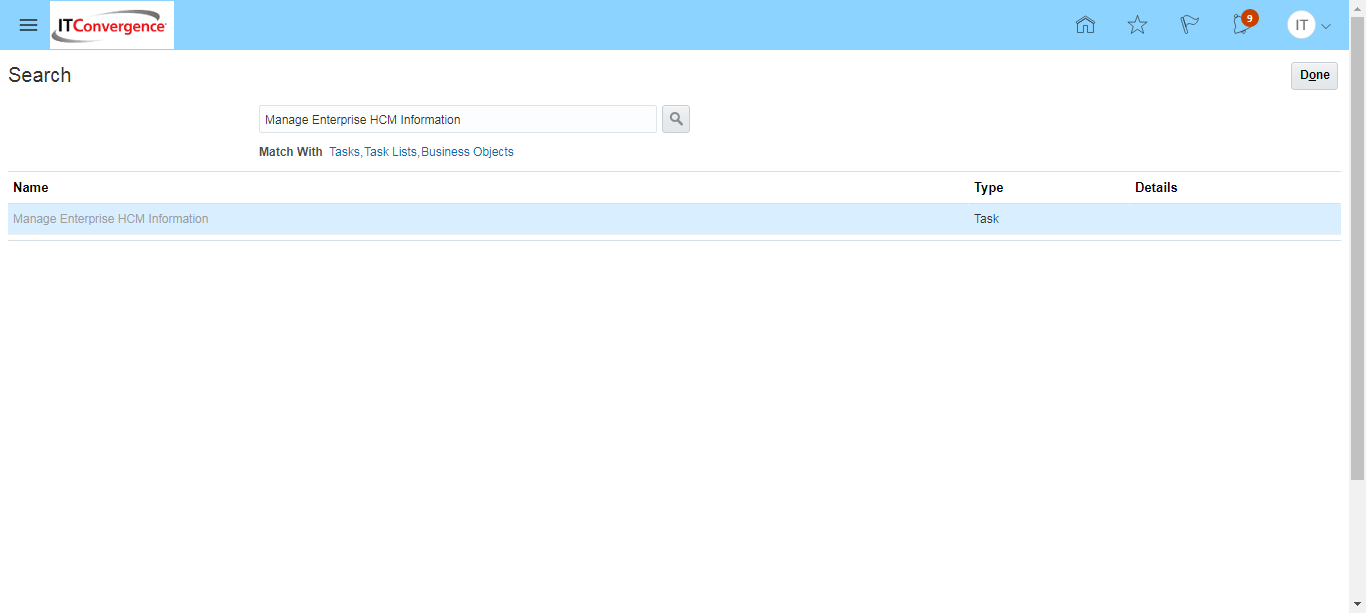 ITConvergence
9
IT
Search
Done
Manage Enterprise HCM Information
Match With Tasks, Task Lists, Business Objects
Name Type Details
Manage Enterprise HCM Information Task